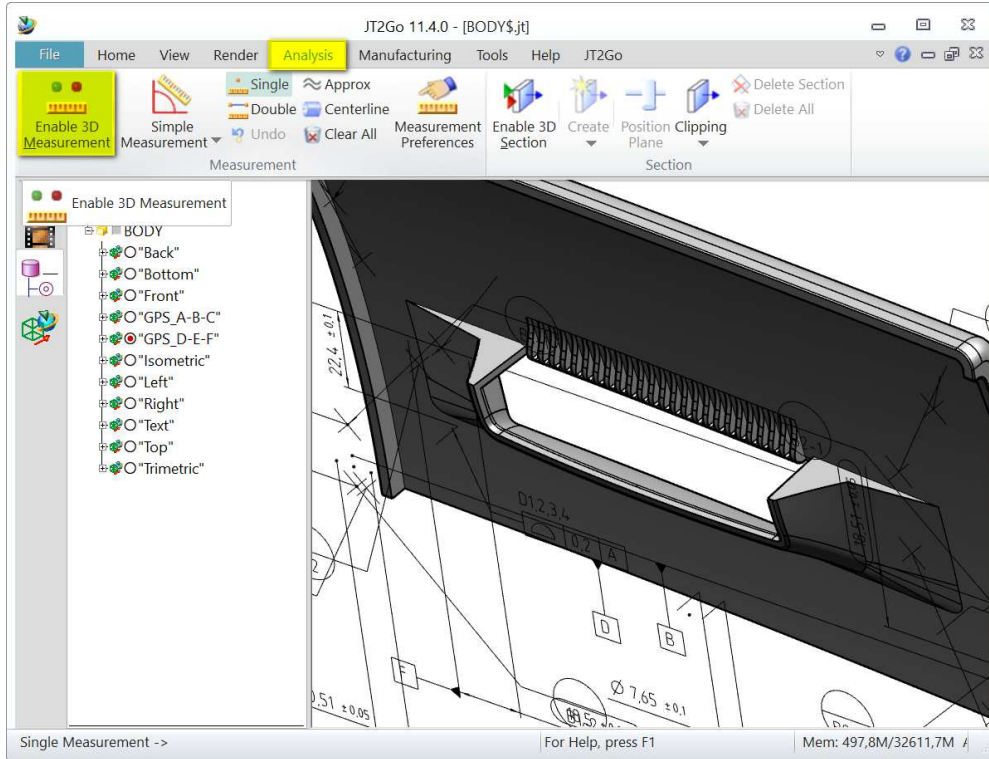 JT2Go 11.4.0 - [BODY$.jt]
File Home View Render Analysis Manufacturing Tools Help JT2Go
Enable 3D Measurement
Simple Measurement
Single
Double
Undo
Approx
Centerline
Clear All
Measurement Preferences
Enable 3D Section
Create
Position Plane
Clipping
Delete Section
Delete All
Measurement
Section
Enable 3D Measurement
BODY
"Back"
"Bottom"
"Front"
"GPS_A-B-C"
"GPS_D-E-F"
"Isometric"
"Left"
"Right"
"Text"
"Top"
"Trimetric"
22,4 ±0,1
D1,2,3,4
0,2 A
D
B
F
Ø 7,65 ±0,1
,51 ±0,05
Single Measurement ->
For Help, press F1
Mem: 497,8M/32611,7M